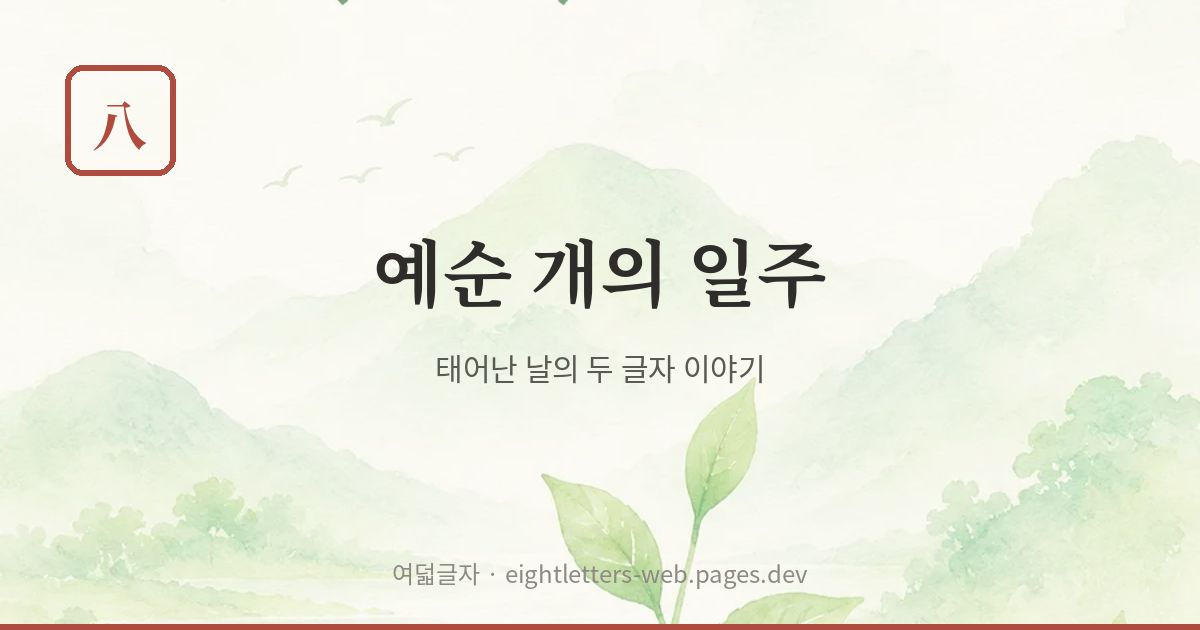 八
예순 개의 일주
태어난 날의 두 글자 이야기
여덟글자 · eightletters-web.pages.dev